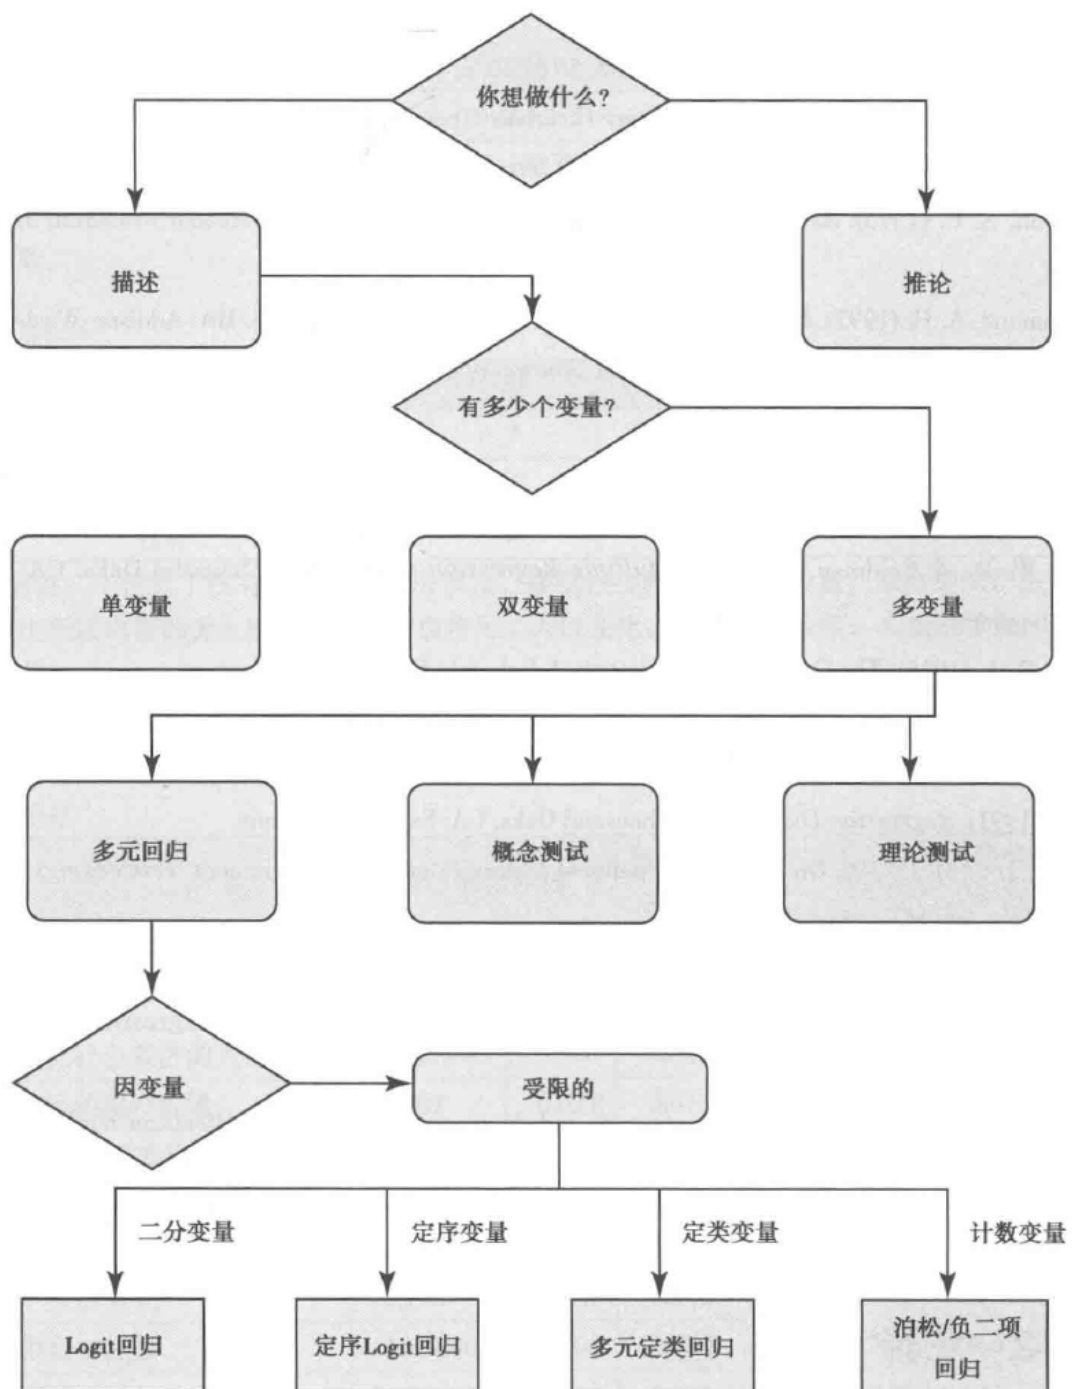 你想做什么?
描述
推论
有多少个变量?
单变量
双变量
多变量
多元回归
概念测试
理论测试
因变量
受限的
二分变量
定序变量
定类变量
计数变量
Logit回归
定序Logit回归
多元定类回归
泊松/负二项
回归